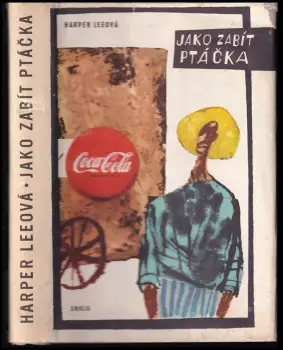 HARPER LEEOVÁ · JAKO ZABÍT PTÁČKA
HARPER LEEOVÁ
JAKO ZABÍT
PTÁČKA
Coca-Cola
SNKLU